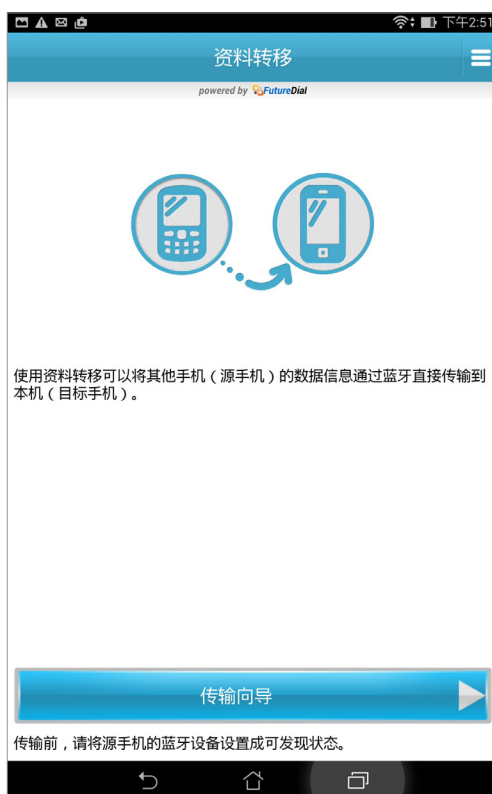 下午2:51
资料转移
powered by FutureDial
使用资料转移可以将其他手机（源手机）的数据信息通过蓝牙直接传输到
本机（目标手机）。
传输向导
传输前，请将源手机的蓝牙设备设置成可发现状态。